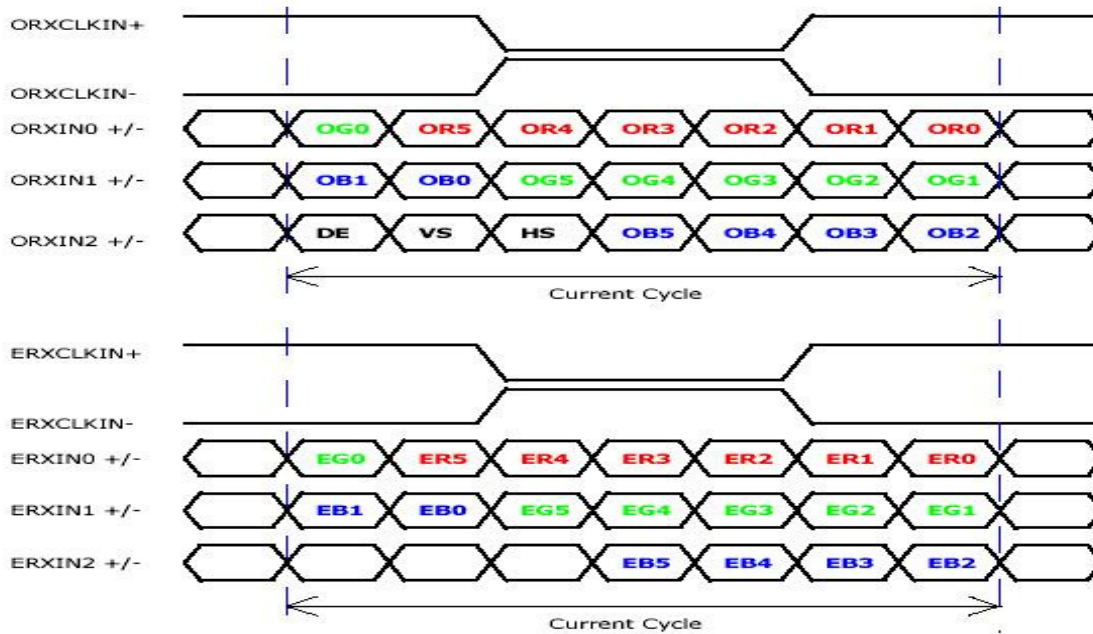 ORXCLKIN+
ORXCLKIN-
ORXIN0 +/- OG0 OR5 OR4 OR3 OR2 OR1 OR0
ORXIN1 +/- OB1 OB0 OG5 OG4 OG3 OG2 OG1
ORXIN2 +/- DE VS HS OB5 OB4 OB3 OB2
Current Cycle
ERXCLKIN+
ERXCLKIN-
ERXIN0 +/- EG0 ER5 ER4 ER3 ER2 ER1 ER0
ERXIN1 +/- EB1 EB0 EG5 EG4 EG3 EG2 EG1
ERXIN2 +/- EB5 EB4 EB3 EB2
Current Cycle